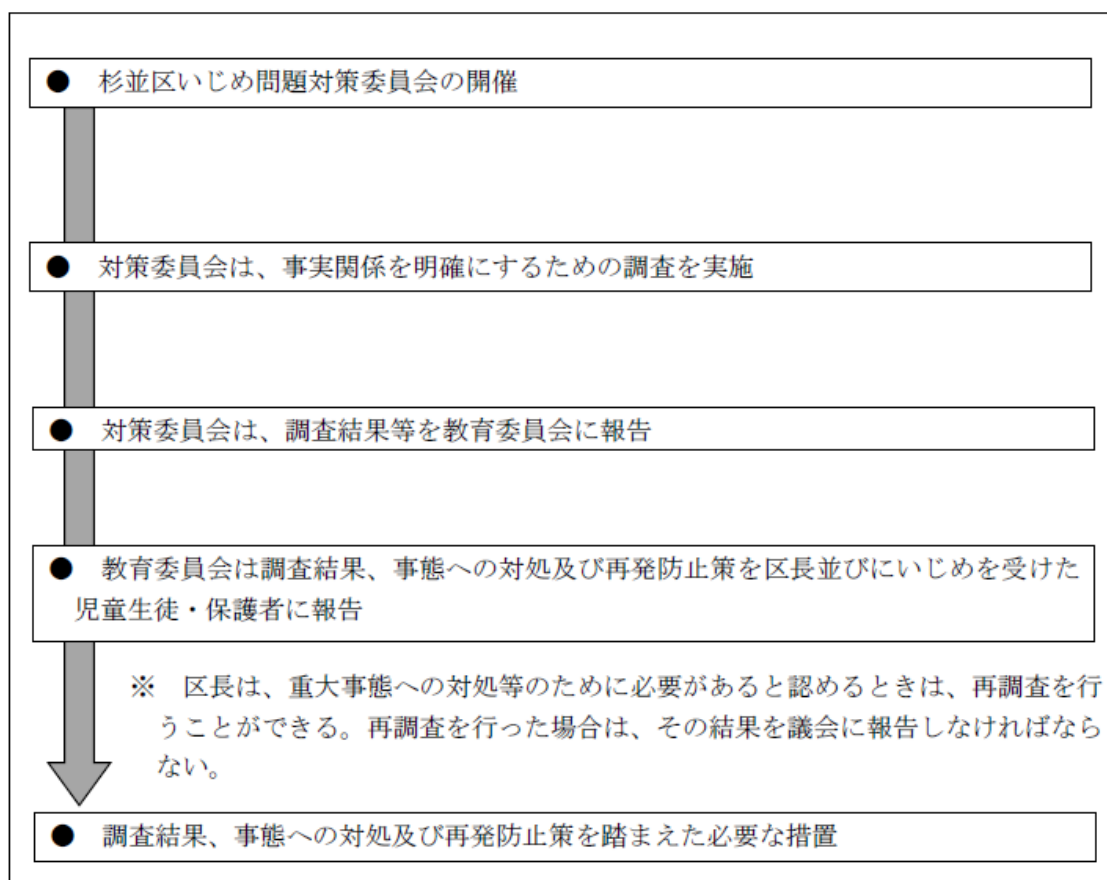 ● 杉並区いじめ問題対策委員会の開催
● 対策委員会は、事実関係を明確にするための調査を実施
● 対策委員会は、調査結果等を教育委員会に報告
● 教育委員会は調査結果、事態への対処及び再発防止策を区長並びにいじめを受けた
児童生徒・保護者に報告
※ 区長は、重大事態への対処等のために必要があると認めるときは、再調査を行
うことができる。再調査を行った場合は、その結果を議会に報告しなければなら
ない。
● 調査結果、事態への対処及び再発防止策を踏まえた必要な措置